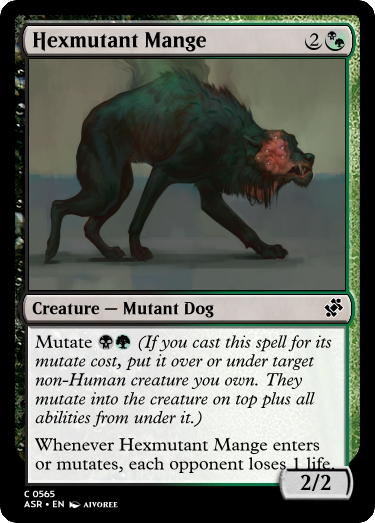 Hexmutant Mange 2
Creature — Mutant Dog
Mutate (If you cast this spell for its
mutate cost, put it over or under target
non-Human creature you own. They
mutate into the creature on top plus all
abilities from under it.)
Whenever Hexmutant Mange enters
or mutates, each opponent loses 1 life.
2/2
C 0565
ASR • EN AIVOREE